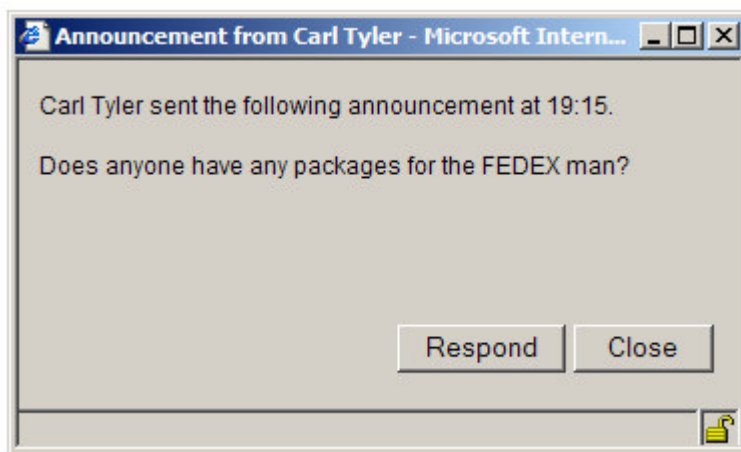 Announcement from Carl Tyler - Microsoft Intern...
Carl Tyler sent the following announcement at 19:15.
Does anyone have any packages for the FEDEX man?
Respond Close